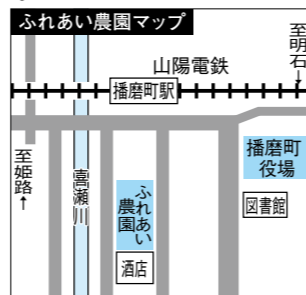 ふれあい農園マップ
至明石→
山陽電鉄
播磨町駅
至姫路→
喜瀬川
播磨町
役場
ふれあい
農園
図書館
酒店